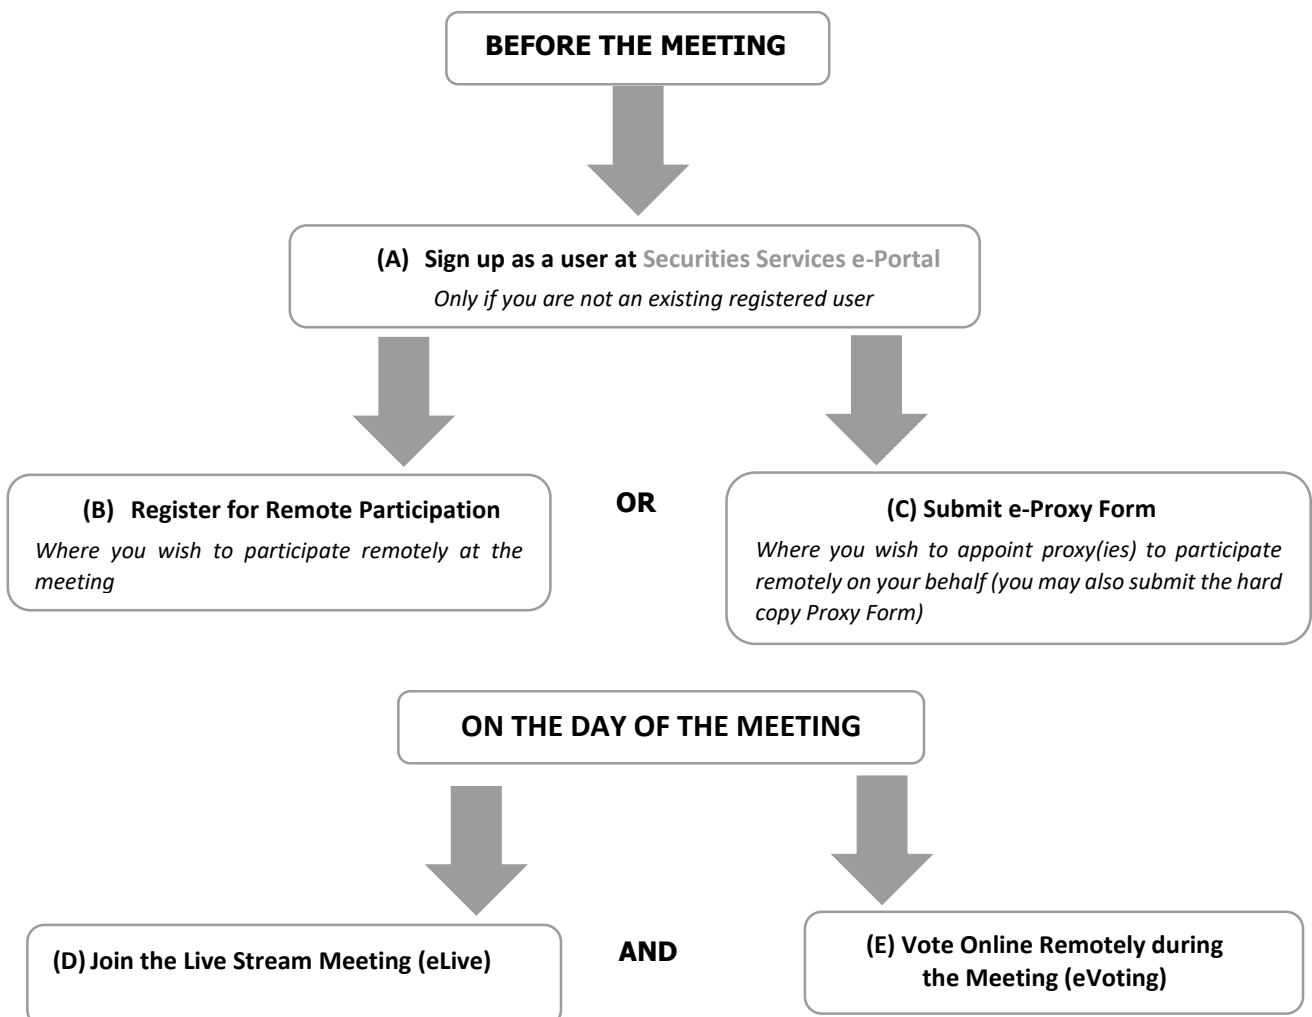 BEFORE THE MEETING
(A) Sign up as a user at Securities Services e-Portal
Only if you are not an existing registered user
(B) Register for Remote Participation
Where you wish to participate remotely at the
meeting
OR
(C) Submit e-Proxy Form
Where you wish to appoint proxy(ies) to participate
remotely on your behalf (you may also submit the hard
copy Proxy Form)
ON THE DAY OF THE MEETING
(D) Join the Live Stream Meeting (eLive)
AND
(E) Vote Online Remotely during
the Meeting (eVoting)